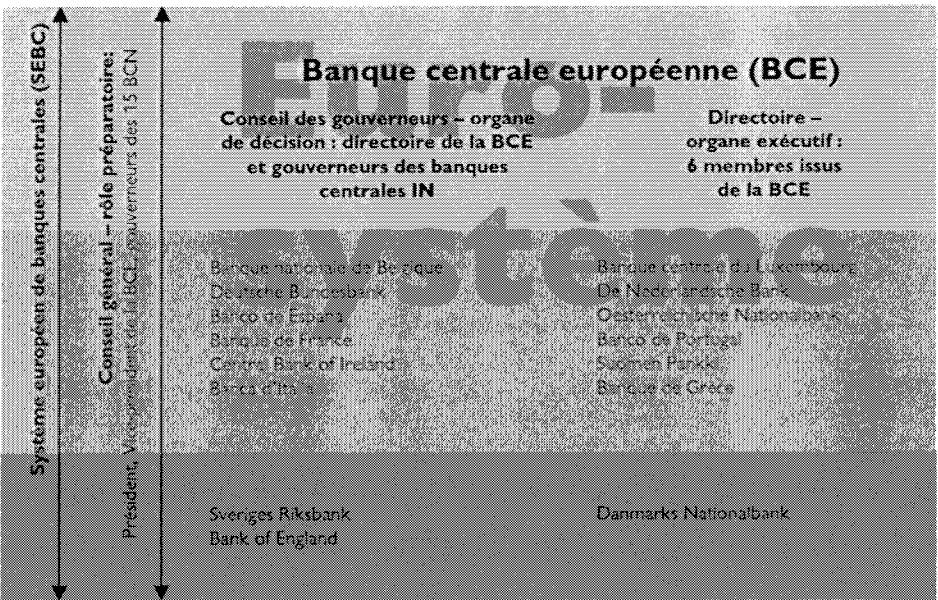 Système européen de banques centrales (SEBC)
Conseil général – rôle préparatoire:
Président, Vice-président de la BCE, gouverneurs des 15 BCN
Euro-
système
Banque centrale européenne (BCE)
Conseil des gouverneurs – organe
de décision : directoire de la BCE
et gouverneurs des banques
centrales IN
Directoire –
organe exécutif :
6 membres issus
de la BCE
Banque nationale de Belgique
Deutsche Bundesbank
Banco de España
Banque de France
Central Bank of Ireland
Banca d'Italia
Banque centrale du Luxembourg
De Nederlandsche Bank
Oesterreichische Nationalbank
Banco de Portugal
Suomen Pankki
Banque de Grèce
Sveriges Riksbank
Bank of England
Danmarks Nationalbank